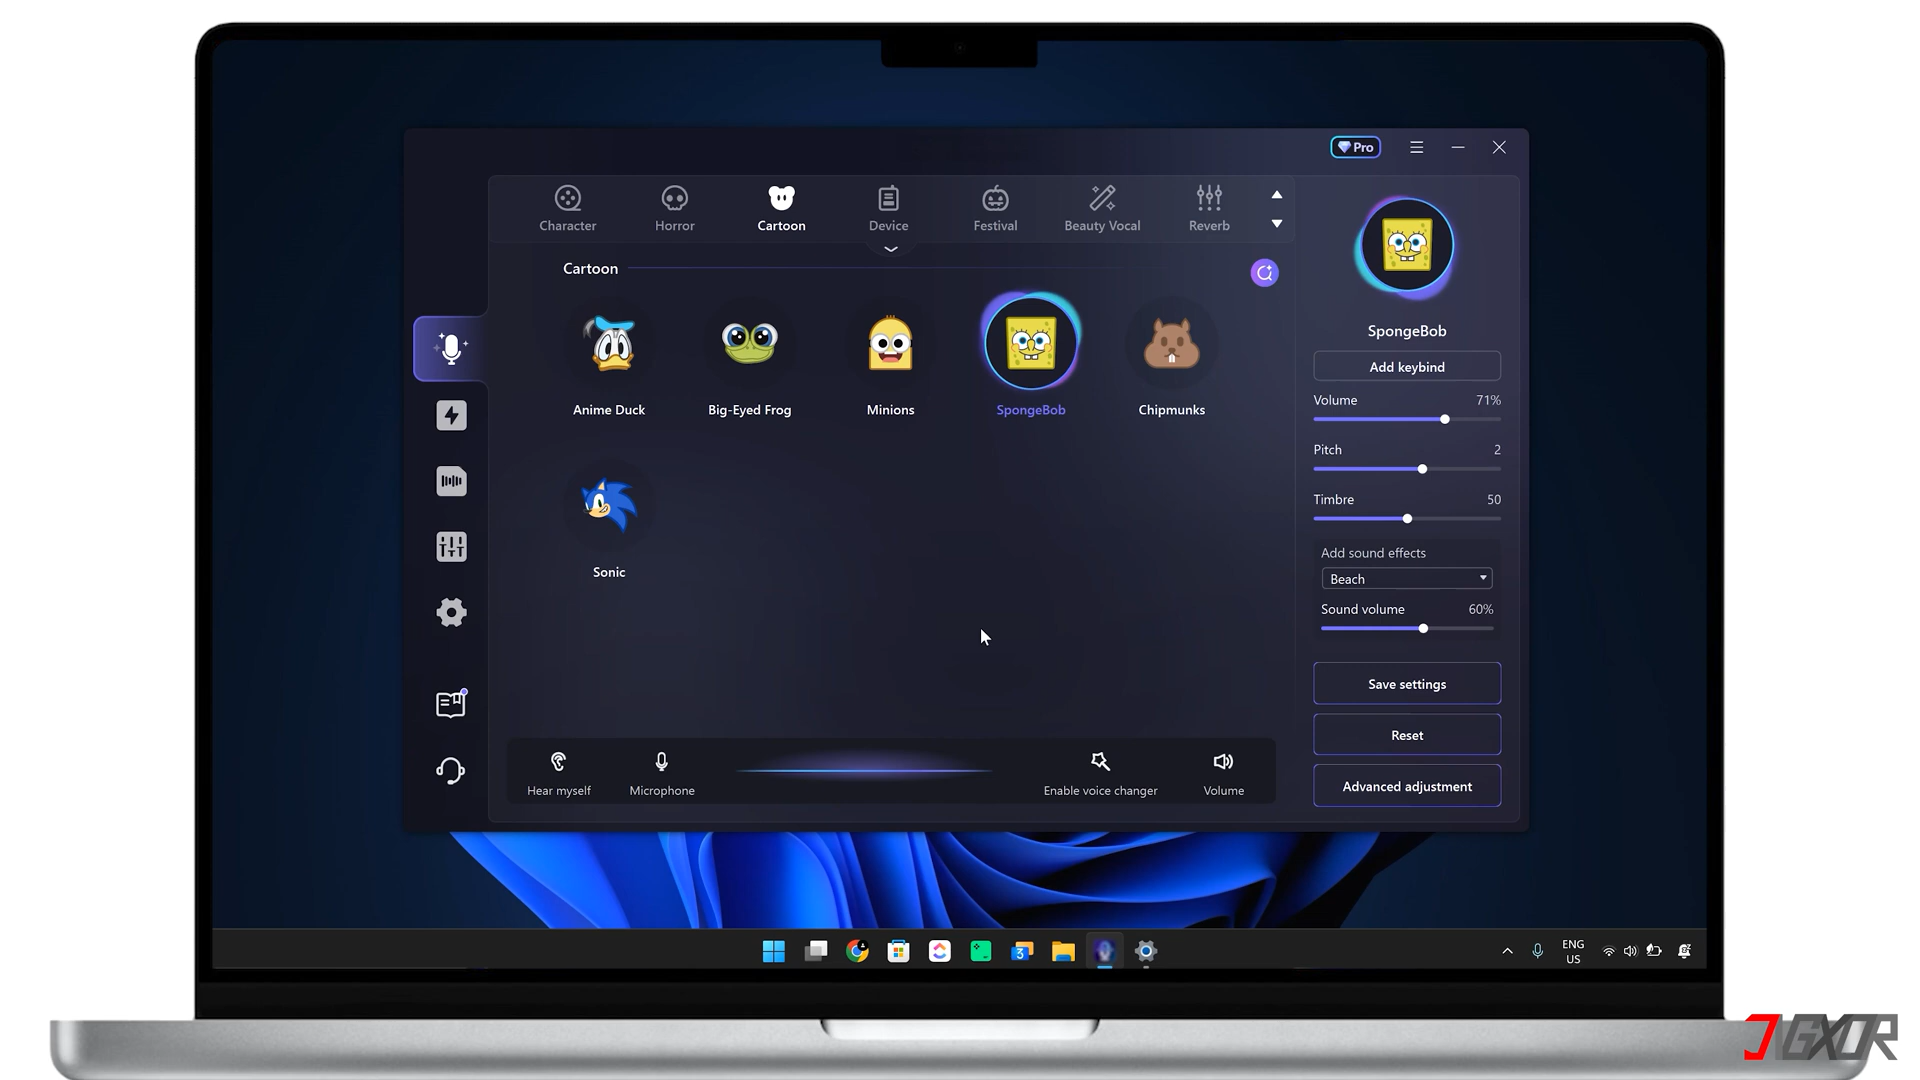 Pro
Character
Horror
Cartoon
Device
Festival
Beauty Vocal
Reverb
Cartoon
Anime Duck
Big-Eyed Frog
Minions
SpongeBob
Chipmunks
Sonic
Hear myself
Microphone
Enable voice changer
Volume
SpongeBob
Add keybind
Volume 71%
Pitch 2
Timbre 50
Add sound effects
Beach
Sound volume 60%
Save settings
Reset
Advanced adjustment
3
ENG
US
JGXOR